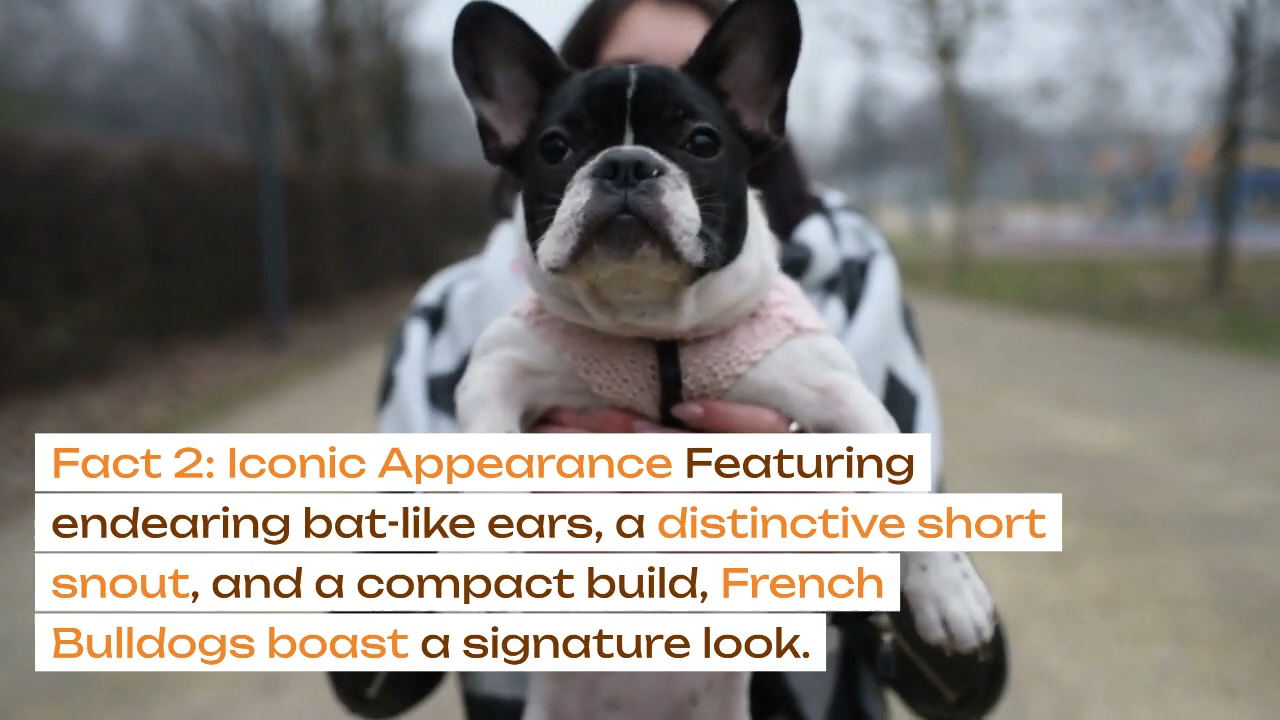 Fact 2: Iconic Appearance Featuring
endearing bat-like ears, a distinctive short
snout, and a compact build, French
Bulldogs boast a signature look.